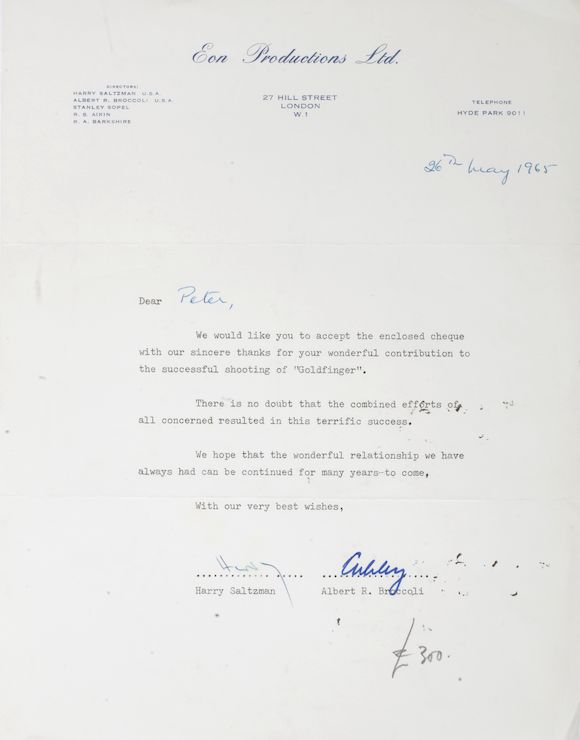 Eon Productions Ltd.
DIRECTORS:
HARRY SALTZMAN U.S.A.
ALBERT R. BROCCOLI U.S.A.
STANLEY SOPEL
R. S. AIKIN
H. A. BARKSHIRE
27 HILL STREET
LONDON
W.1
TELEPHONE
HYDE PARK 9011
26th May 1965
Dear Peter,
We would like you to accept the enclosed cheque
with our sincere thanks for your wonderful contribution to
the successful shooting of "Goldfinger".
There is no doubt that the combined efforts of
all concerned resulted in this terrific success.
We hope that the wonderful relationship we have
always had can be continued for many years to come,
With our very best wishes,
Harry Cubby
Harry Saltzman Albert R. Broccoli
£300.